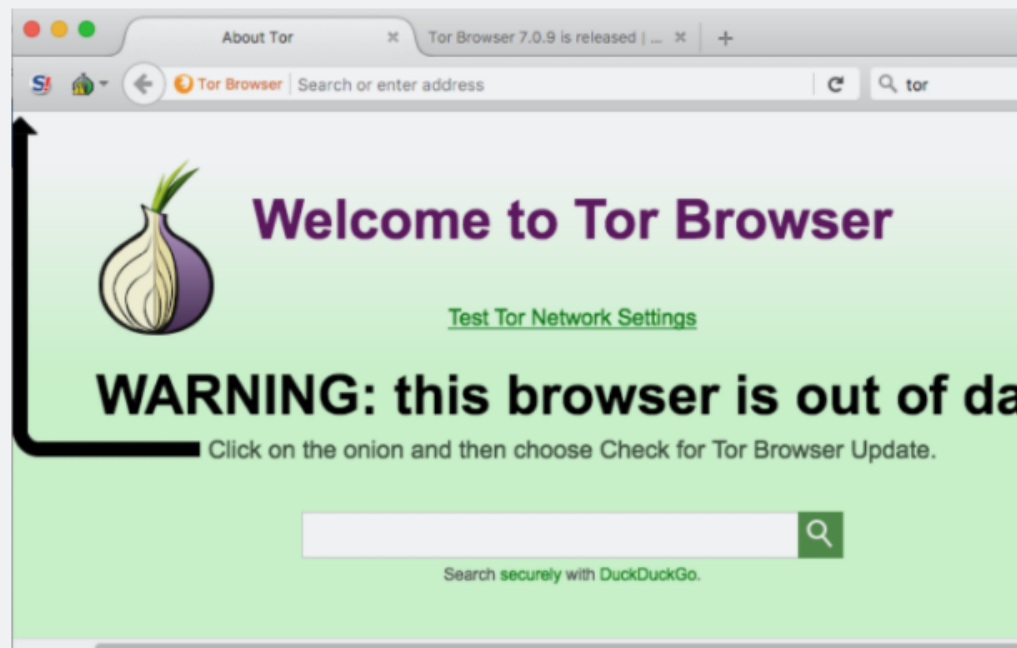 About Tor
Tor Browser 7.0.9 is released | ...
S!
Tor Browser
Search or enter address
tor
Welcome to Tor Browser
Test Tor Network Settings
WARNING: this browser is out of da
Click on the onion and then choose Check for Tor Browser Update.
Search securely with DuckDuckGo.